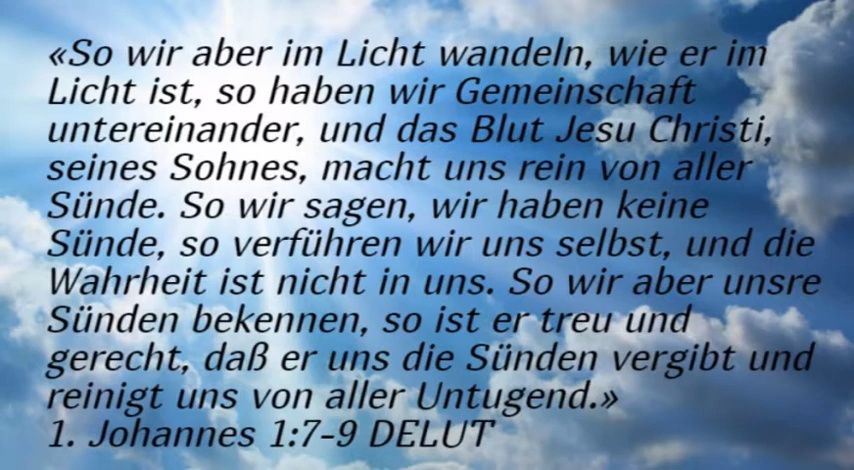 «So wir aber im Licht wandeln, wie er im
Licht ist, so haben wir Gemeinschaft
untereinander, und das Blut Jesu Christi,
seines Sohnes, macht uns rein von aller
Sünde. So wir sagen, wir haben keine
Sünde, so verführen wir uns selbst, und die
Wahrheit ist nicht in uns. So wir aber unsre
Sünden bekennen, so ist er treu und
gerecht, daß er uns die Sünden vergibt und
reinigt uns von aller Untugend.»
1. Johannes 1:7-9 DELUT